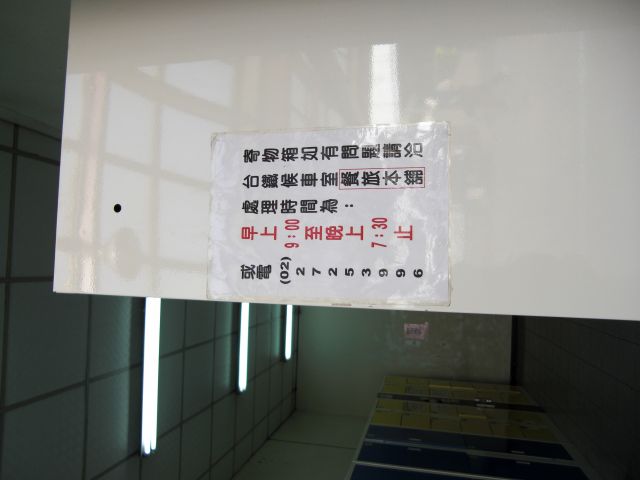 寄物箱如有問題請洽
台鐵候車室餐旅本舖
處理時間為：
早上9:00至晚上7:30止
或電(02)27253996